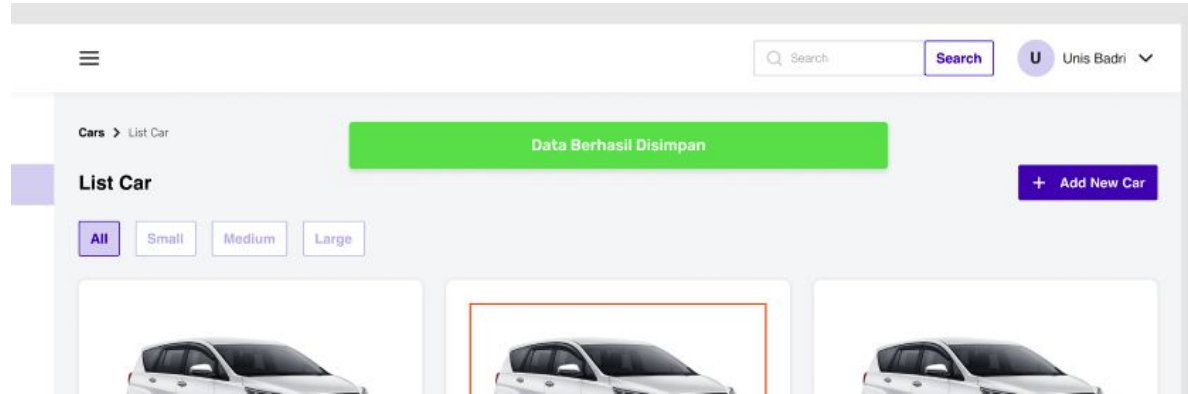 Search
Search
U
Unis Badri
Cars > List Car
Data Berhasil Disimpan
List Car
+ Add New Car
All
Small
Medium
Large